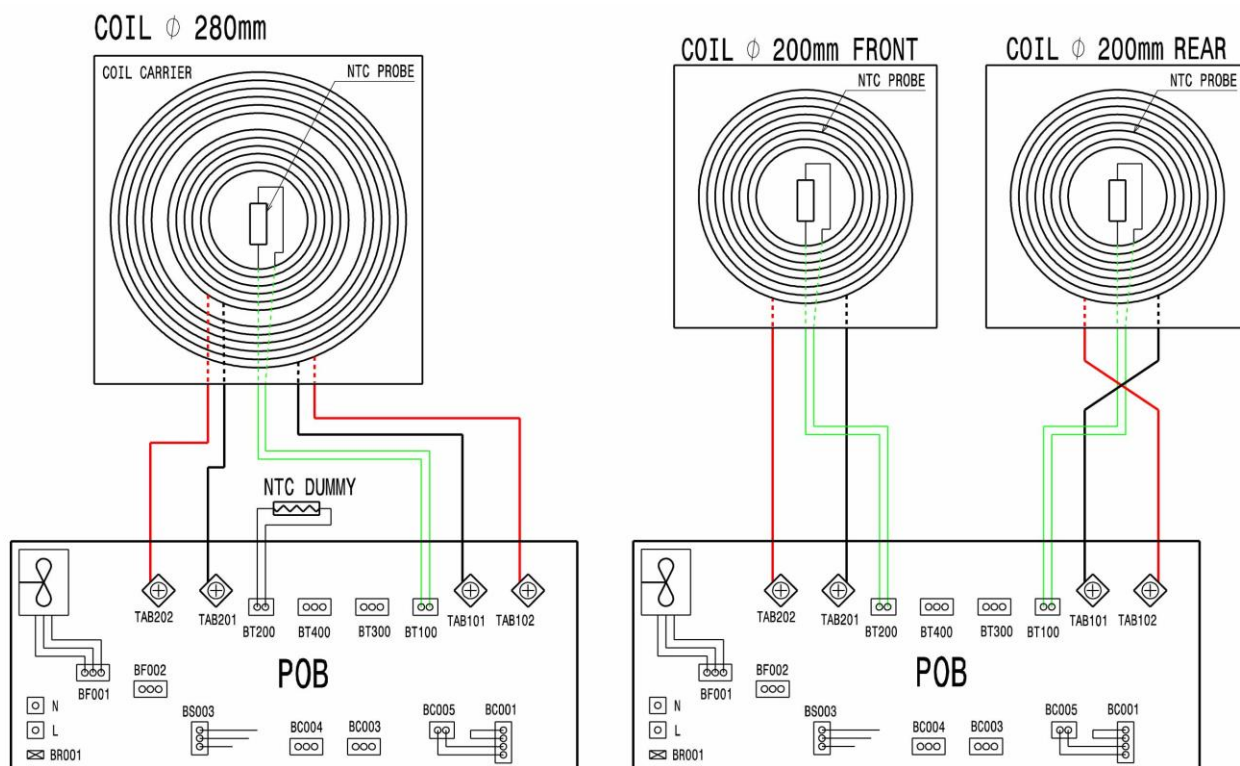 COIL ϕ 280mm
COIL CARRIER
NTC PROBE
NTC DUMMY
TAB202
TAB201
BT200
BT400
BT300
BT100
TAB101
TAB102
BF001
BF002
POB
N
L
BR001
BS003
BC004
BC003
BC005
BC001
COIL ϕ 200mm FRONT
NTC PROBE
COIL ϕ 200mm REAR
NTC PROBE
TAB202
TAB201
BT200
BT400
BT300
BT100
TAB101
TAB102
BF001
BF002
POB
N
L
BR001
BS003
BC004
BC003
BC005
BC001